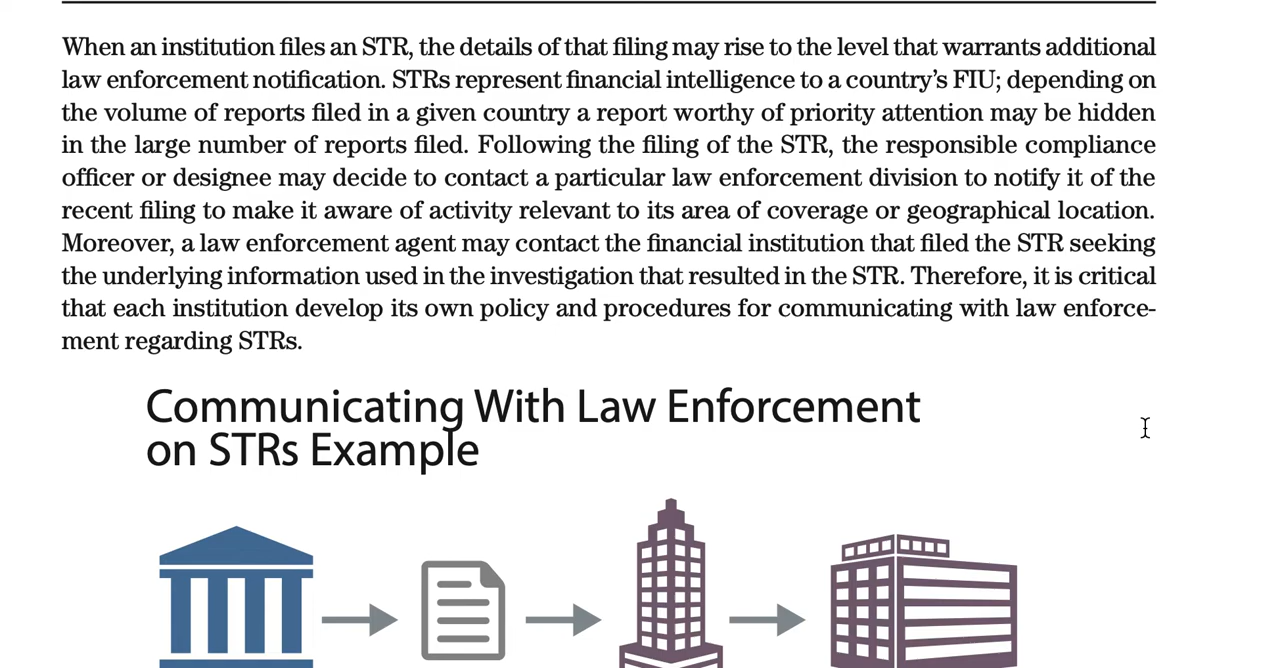 When an institution files an STR, the details of that filing may rise to the level that warrants additional
law enforcement notification. STRs represent financial intelligence to a country’s FIU; depending on
the volume of reports filed in a given country a report worthy of priority attention may be hidden
in the large number of reports filed. Following the filing of the STR, the responsible compliance
officer or designee may decide to contact a particular law enforcement division to notify it of the
recent filing to make it aware of activity relevant to its area of coverage or geographical location.
Moreover, a law enforcement agent may contact the financial institution that filed the STR seeking
the underlying information used in the investigation that resulted in the STR. Therefore, it is critical
that each institution develop its own policy and procedures for communicating with law enforce-
ment regarding STRs.
Communicating With Law Enforcement
on STRs Example